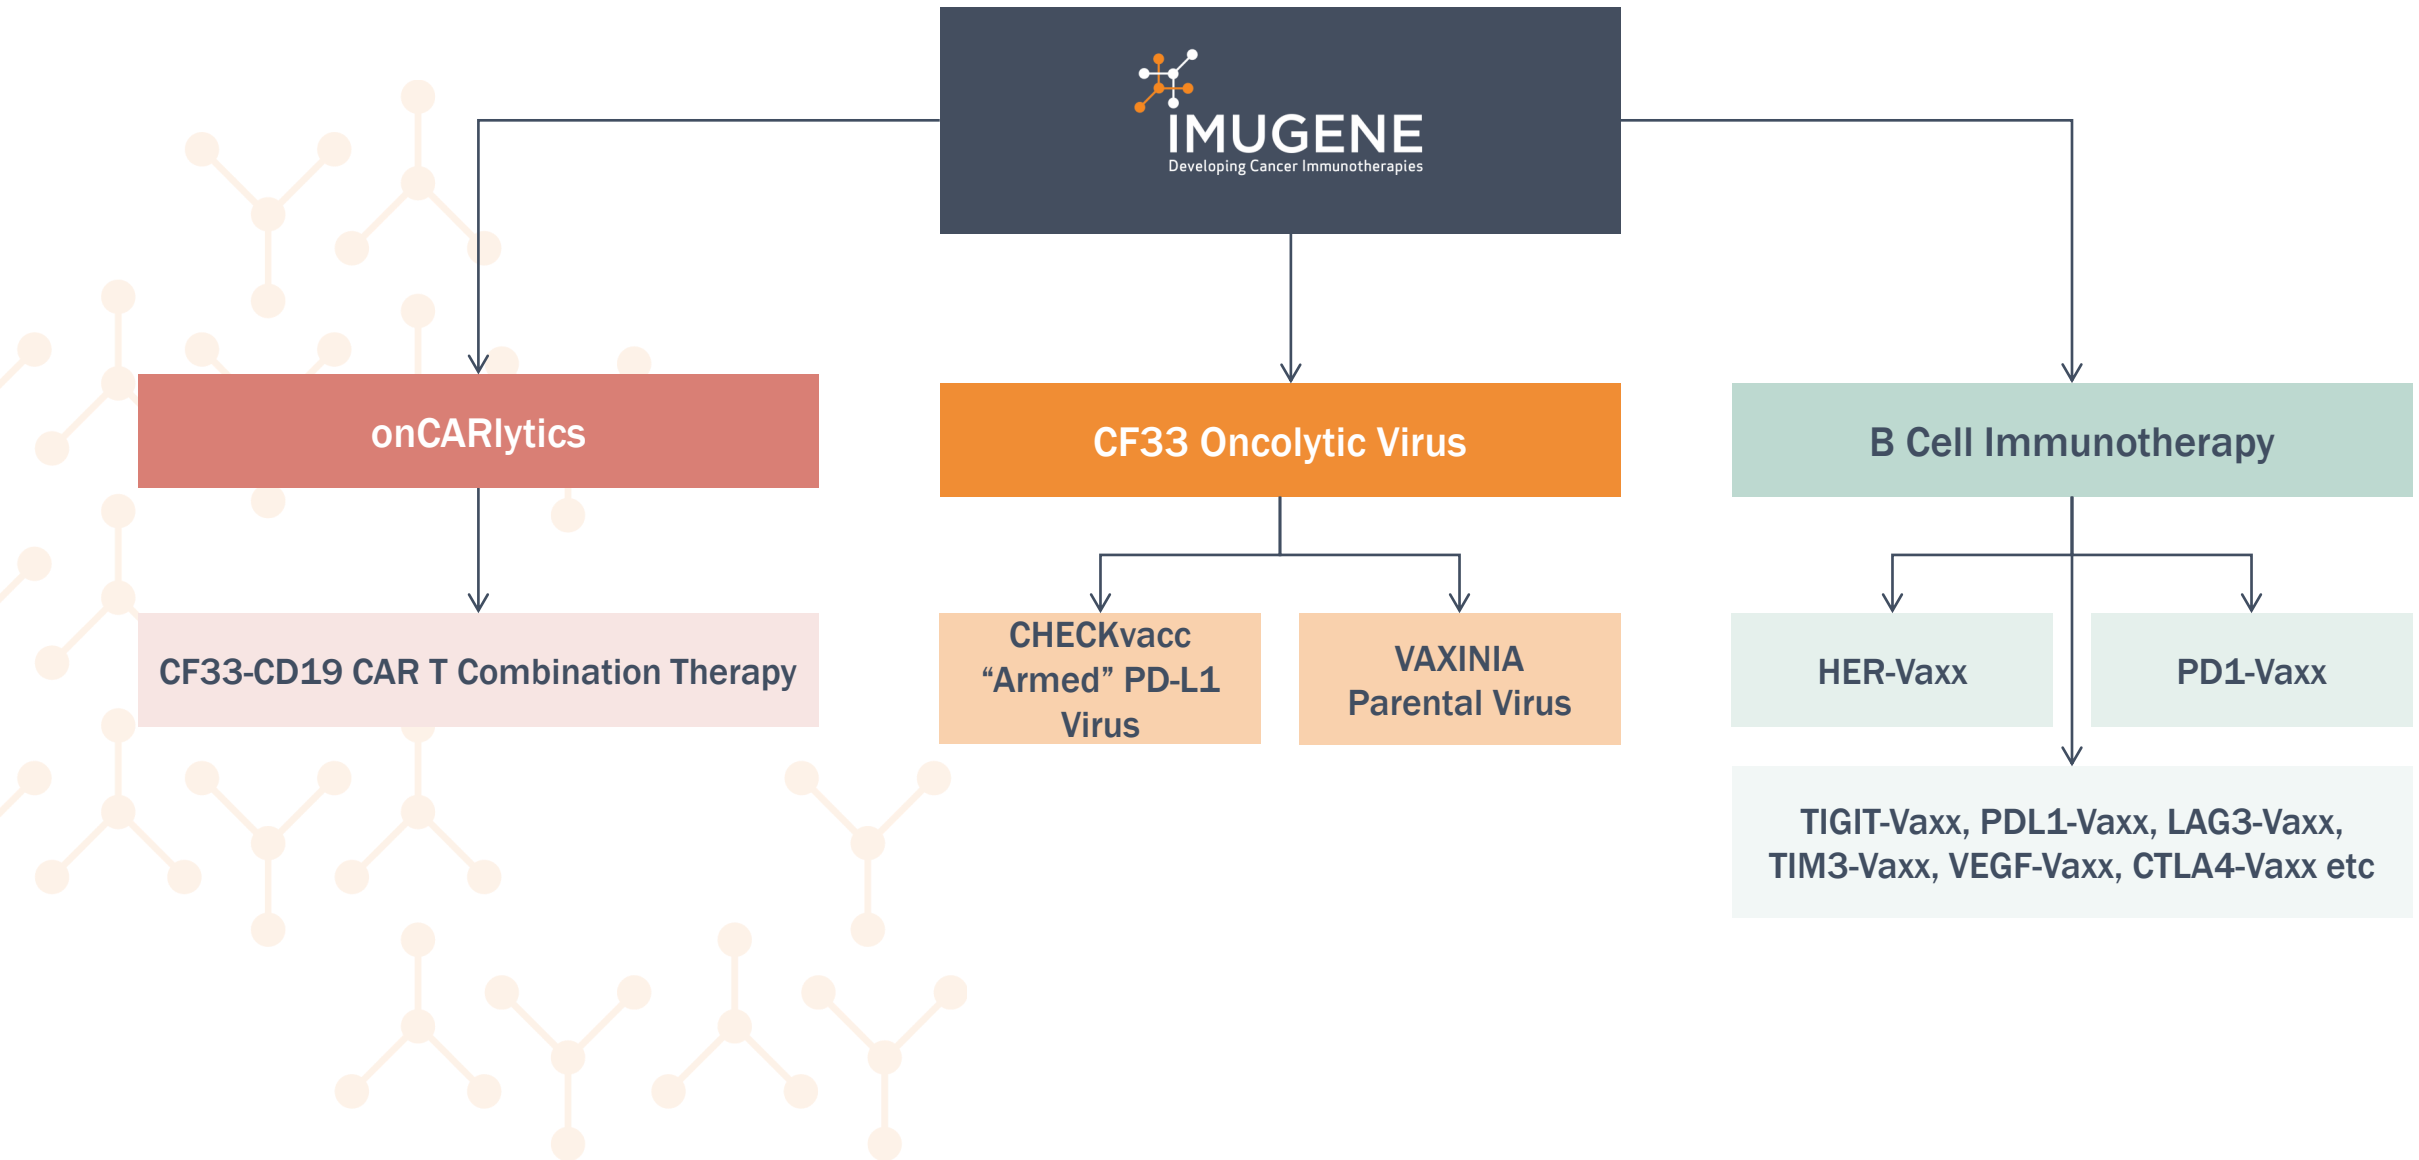 IMUGENE
Developing Cancer Immunotherapies
onCARlytics
CF33-CD19 CAR T Combination Therapy
CF33 Oncolytic Virus
CHECKvacc
“Armed” PD-L1
Virus
VAXINIA
Parental Virus
B Cell Immunotherapy
HER-Vaxx
PD1-Vaxx
TIGIT-Vaxx, PDL1-Vaxx, LAG3-Vaxx,
TIM3-Vaxx, VEGF-Vaxx, CTLA4-Vaxx etc